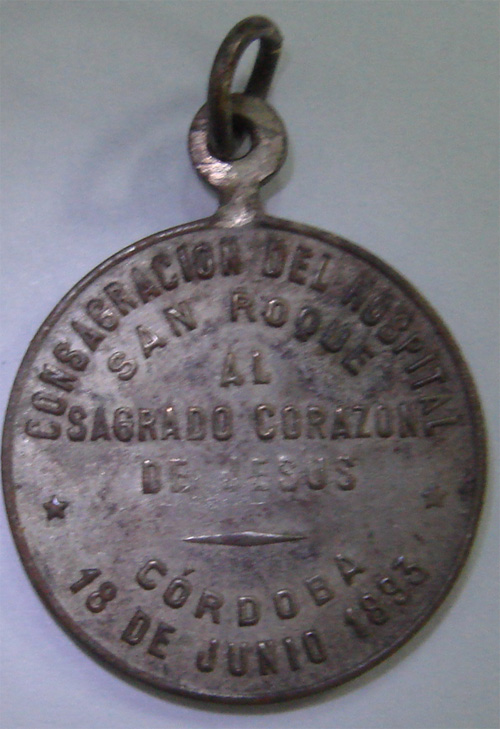 CONSAGRACION DEL HOSPITAL
SAN ROQUE
AL
SAGRADO CORAZON
DE JESUS
CÓRDOBA
18 DE JUNIO 1893